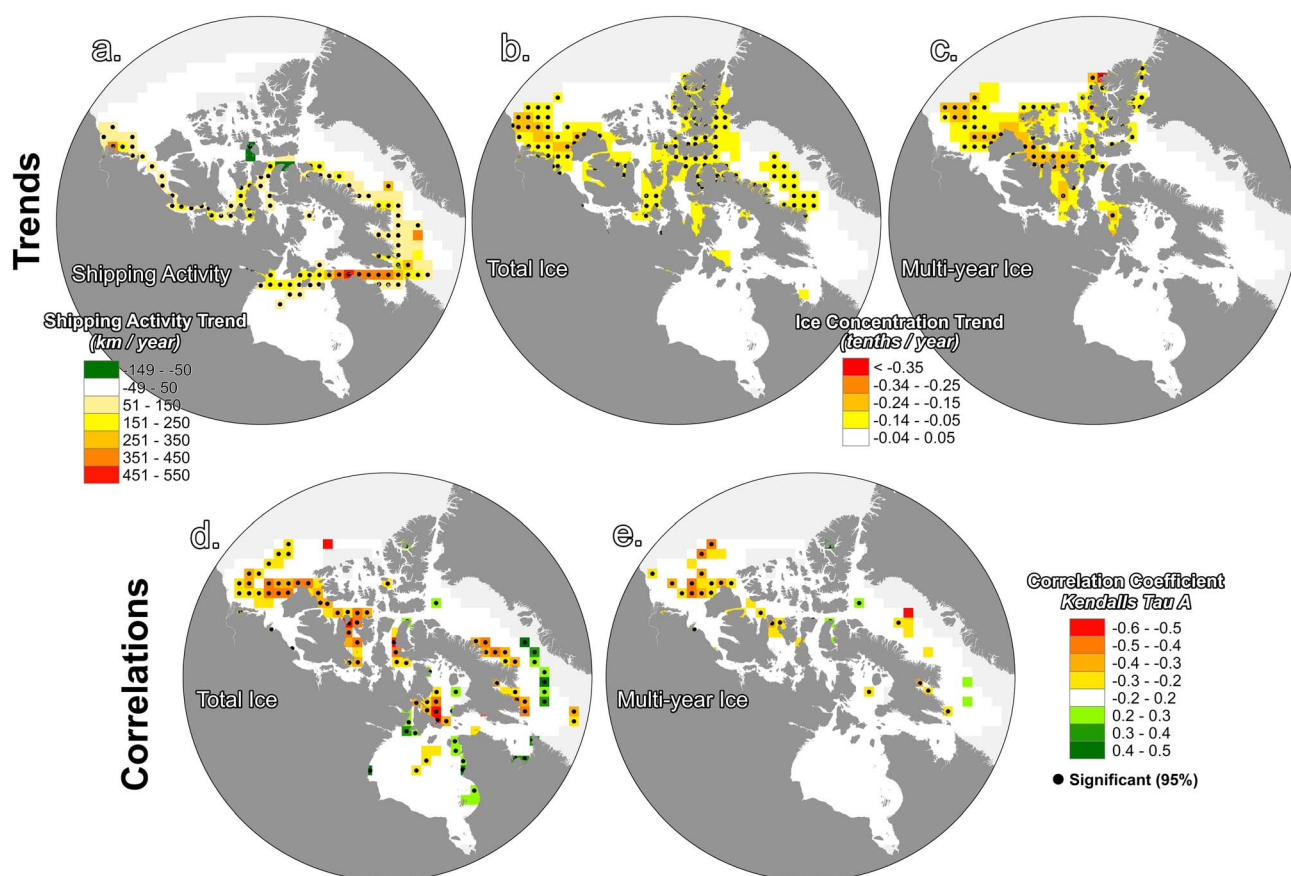 Trends
a.
b.
c.
Shipping Activity
Total Ice
Multi-year Ice
Shipping Activity Trend
(km / year)
-149 - -50
-49 - 50
51 - 150
151 - 250
251 - 350
351 - 450
451 - 550
Ice Concentration Trend
(tenths / year)
< -0.35
-0.34 - -0.25
-0.24 - -0.15
-0.14 - -0.05
-0.04 - 0.05
Correlations
d.
e.
Total Ice
Multi-year Ice
Correlation Coefficient
Kendalls Tau A
-0.6 - -0.5
-0.5 - -0.4
-0.4 - -0.3
-0.3 - -0.2
-0.2 - 0.2
0.2 - 0.3
0.3 - 0.4
0.4 - 0.5
Significant (95%)